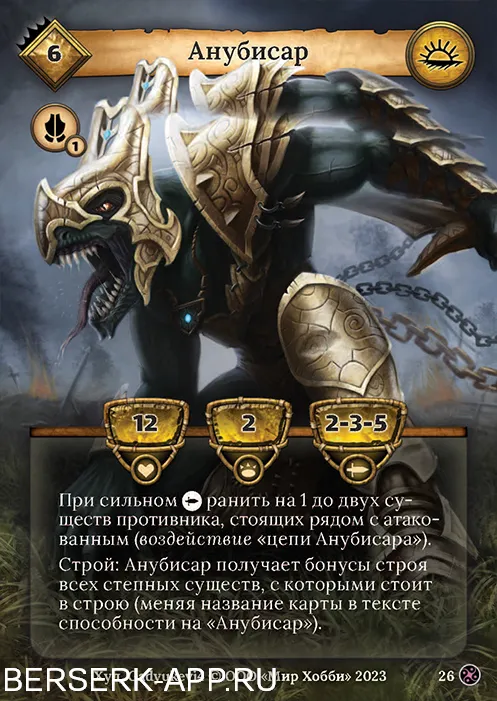 6
Анубисар
1
12
2
2-3-5
При сильном ранить на 1 до двух су-
ществ противника, стоящих рядом с атако-
ванным (воздействие «цепи Анубисара»).
Строй: Анубисар получает бонусы строя
всех степных существ, с которыми стоит
в строю (меняя название карты в тексте
способности на «Анубисар»).
© ООО «Мир Хобби» 2023
26
BERSERK-APP.RU